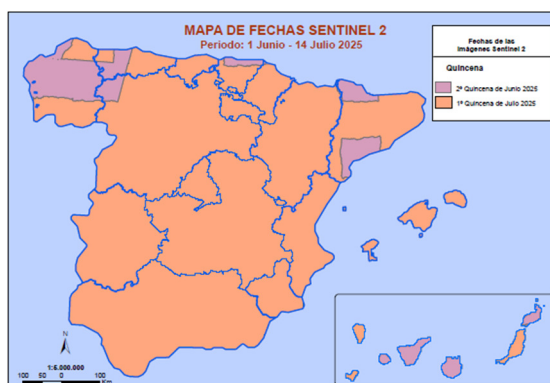 MAPA DE FECHAS SENTINEL 2
Periodo: 1 Junio - 14 Julio 2025
Fechas de las
imágenes Sentinel 2
Quincena
2ª Quincena de Junio 2025
1ª Quincena de Julio 2025
N
1:6.000.000
100 50 0 100
Km